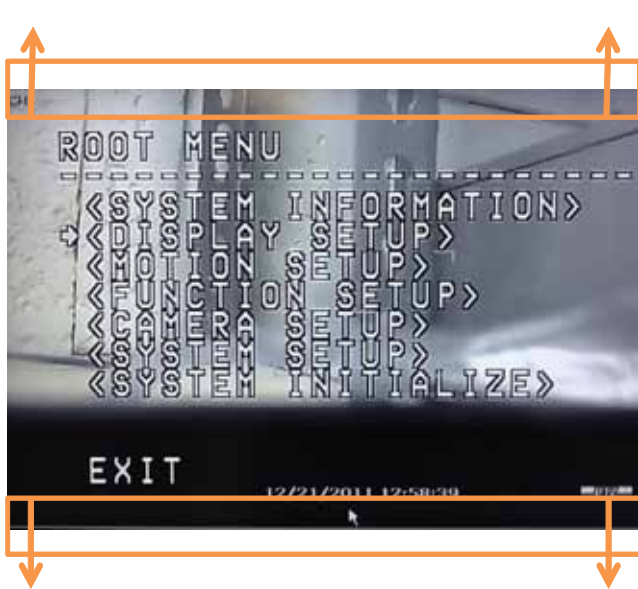 ROOT MENU
<SYSTEM INFORMATION>
<DISPLAY SETUP>
<MOTION SETUP>
<FUNCTION SETUP>
<CAMERA SETUP>
<SYSTEM SETUP>
<SYSTEM INITIALIZE>
EXIT
12/21/2011 12:58:39